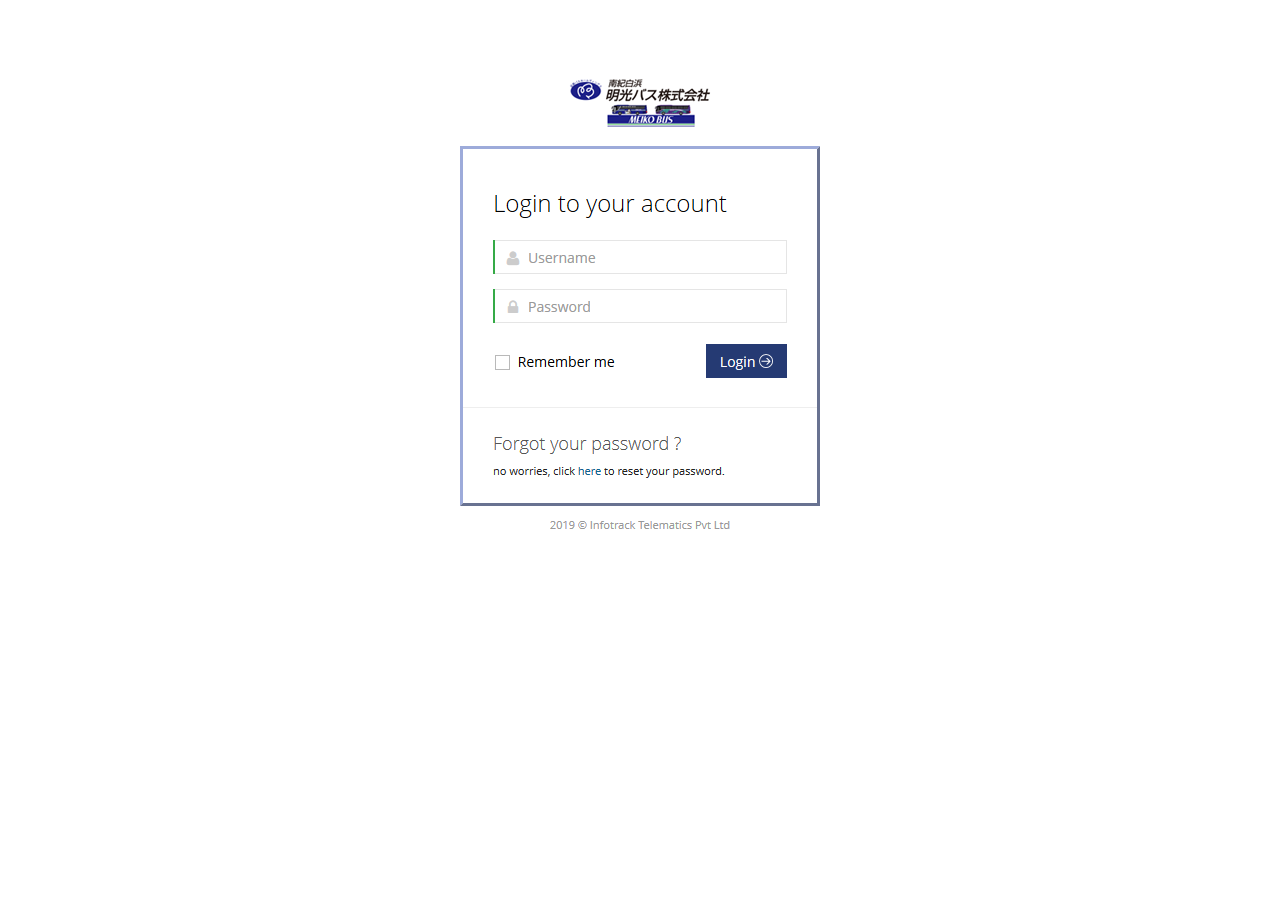 南紀白浜
明光バス株式会社
MEIKO BUS
Login to your account
Username
Password
Remember me
Login
Forgot your password ?
no worries, click here to reset your password.
2019 © Infotrack Telematics Pvt Ltd